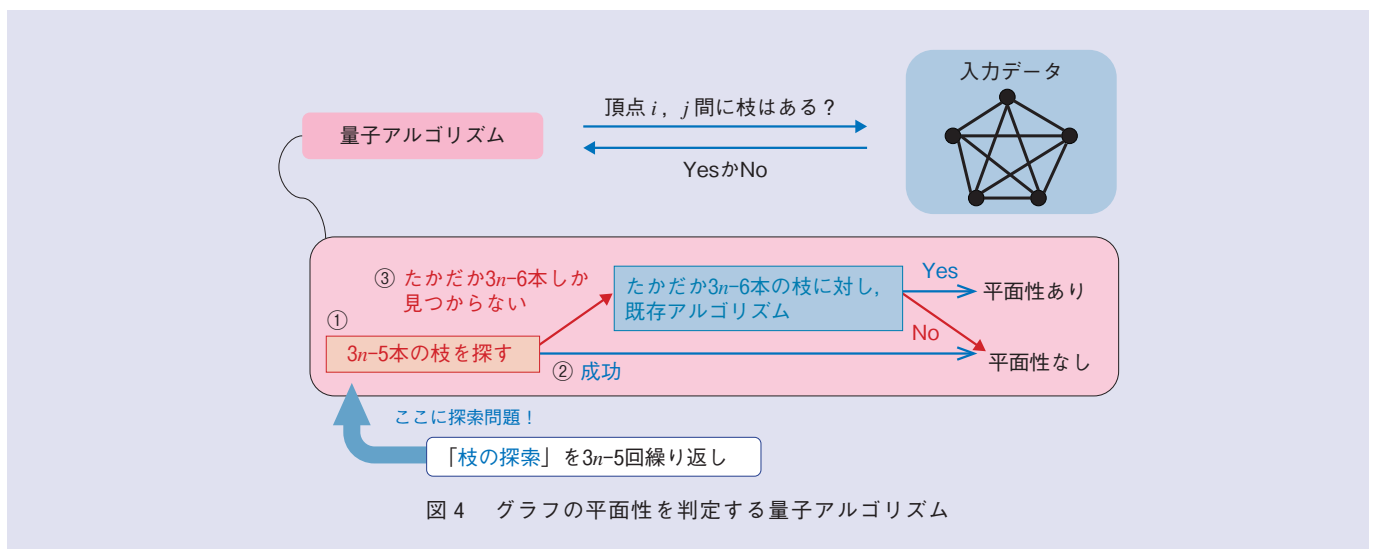 入力データ
頂点 i, j 間に枝はある?
量子アルゴリズム
YesかNo
③ たかだか3n-6本しか
見つからない
たかだか3n-6本の枝に対し,
既存アルゴリズム
Yes
平面性あり
①
No
3n-5本の枝を探す
② 成功
平面性なし
ここに探索問題!
「枝の探索」を3n-5回繰り返し
図4 グラフの平面性を判定する量子アルゴリズム